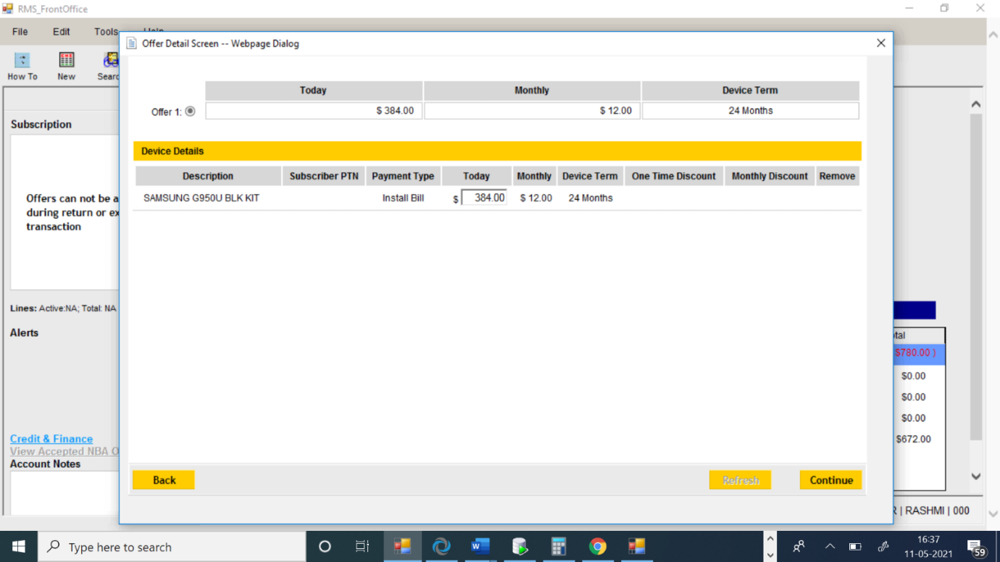 RMS_FrontOffice
File Edit Tools Help
How To New Searc
Subscription
Offers can not be a
during return or ex
transaction
Lines: Active:NA; Total: NA
Alerts
Credit & Finance
View Accepted NBA O
Account Notes
Offer Detail Screen -- Webpage Dialog
Today Monthly Device Term
Offer 1: $ 384.00 $ 12.00 24 Months
Device Details
Description Subscriber PTN Payment Type Today Monthly Device Term One Time Discount Monthly Discount Remove
SAMSUNG G950U BLK KIT Install Bill $ 384.00 $ 12.00 24 Months
Back Refresh Continue
tal
$780.00 )
$0.00
$0.00
$0.00
$672.00
R | RASHMI | 000
Type here to search
16:37
11-05-2021
59